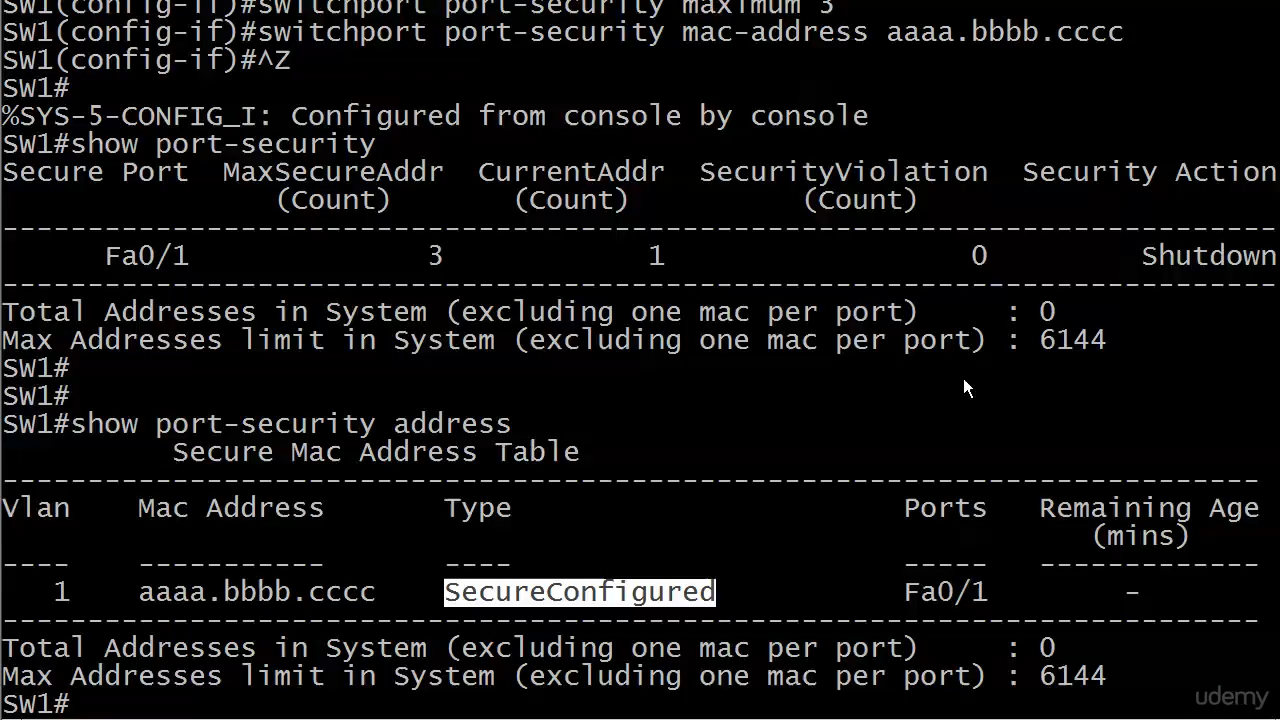 SW1(config-if)#switchport port-security maximum 3
SW1(config-if)#switchport port-security mac-address aaaa.bbbb.cccc
SW1(config-if)#^Z
SW1#
%SYS-5-CONFIG_I: Configured from console by console
SW1#show port-security
Secure Port  MaxSecureAddr  CurrentAddr  SecurityViolation  Security Action
                (Count)       (Count)          (Count)
---------------------------------------------------------------------------
      Fa0/1              3            1                  0         Shutdown
---------------------------------------------------------------------------
Total Addresses in System (excluding one mac per port)     : 0
Max Addresses limit in System (excluding one mac per port) : 6144
SW1#
SW1#
SW1#show port-security address
          Secure Mac Address Table
--------------------------------------------------------------------------
Vlan    Mac Address       Type                       Ports   Remaining Age
                                                                (mins)
----    -----------       ----                       -----   -------------
   1    aaaa.bbbb.cccc    SecureConfigured           Fa0/1        -
--------------------------------------------------------------------------
Total Addresses in System (excluding one mac per port)     : 0
Max Addresses limit in System (excluding one mac per port) : 6144
SW1#
udemy